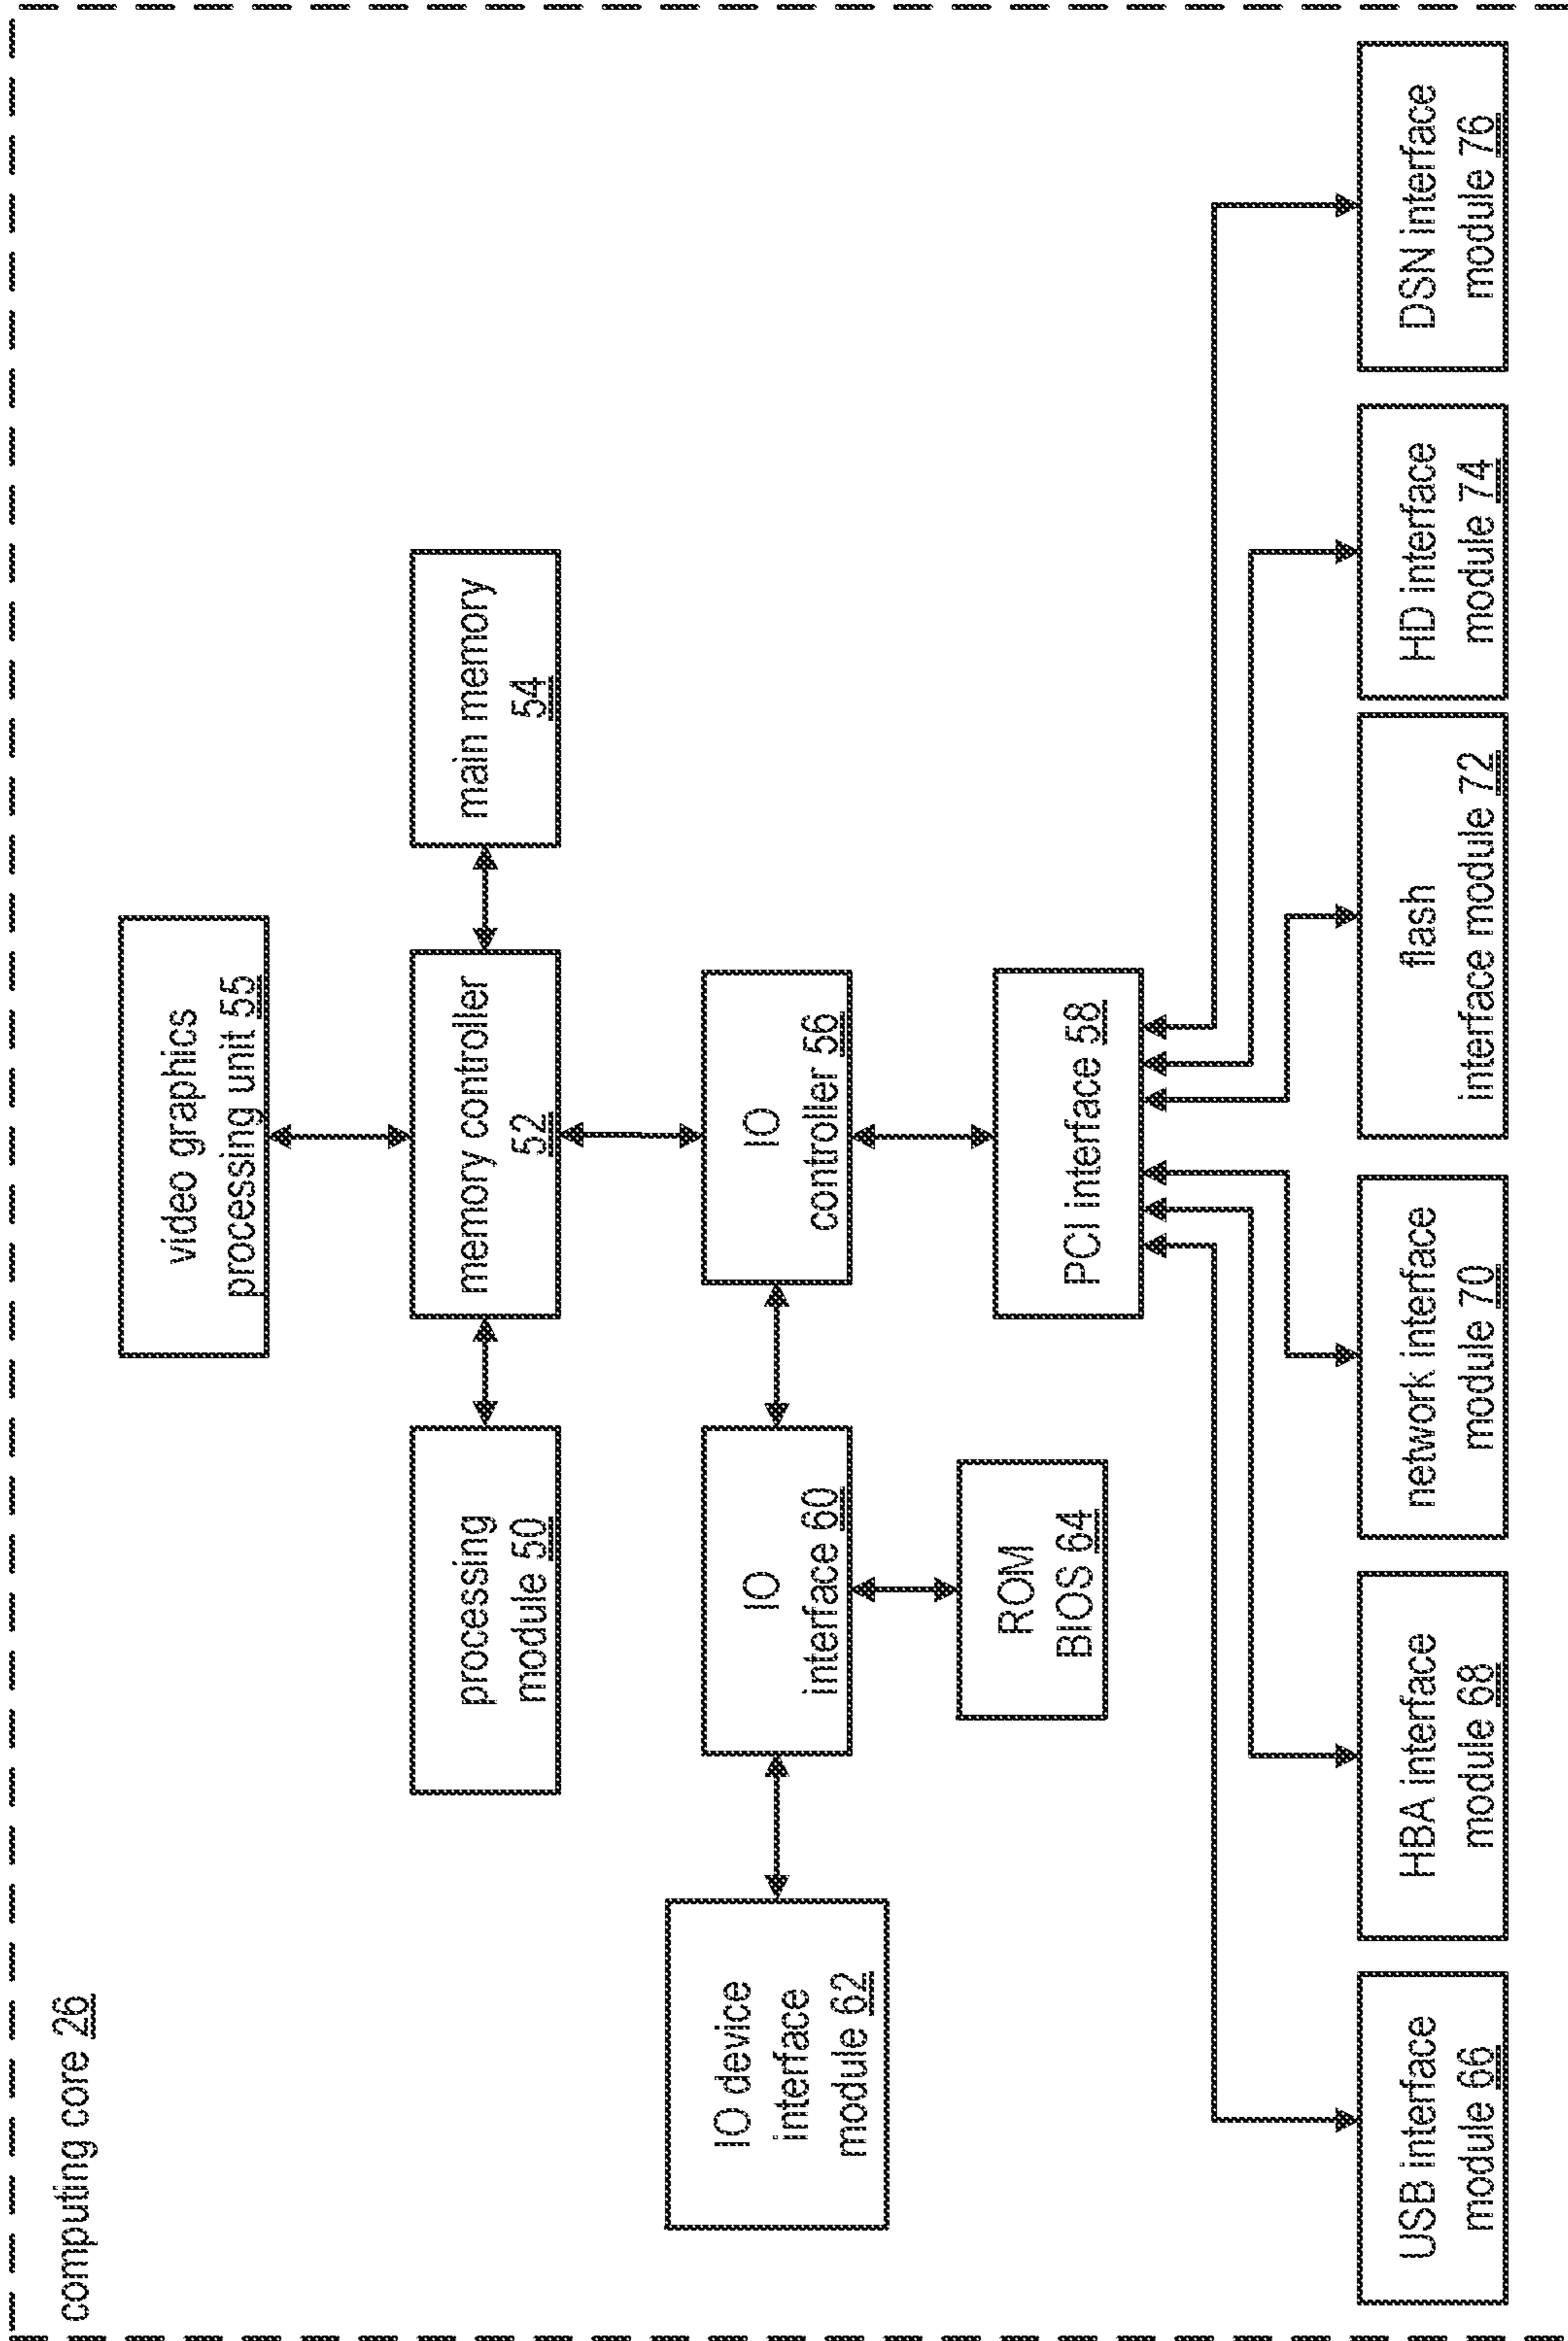 computing core 26
video graphics
processing unit 55
processing
module 50
memory controller
52
main memory
54
IO device
interface
module 62
IO
interface 60
IO
controller 56
ROM
BIOS 64
PCI interface 58
USB interface
module 66
HBA interface
module 68
network interface
module 70
flash
interface module 72
HD interface
module 74
DSN interface
module 76